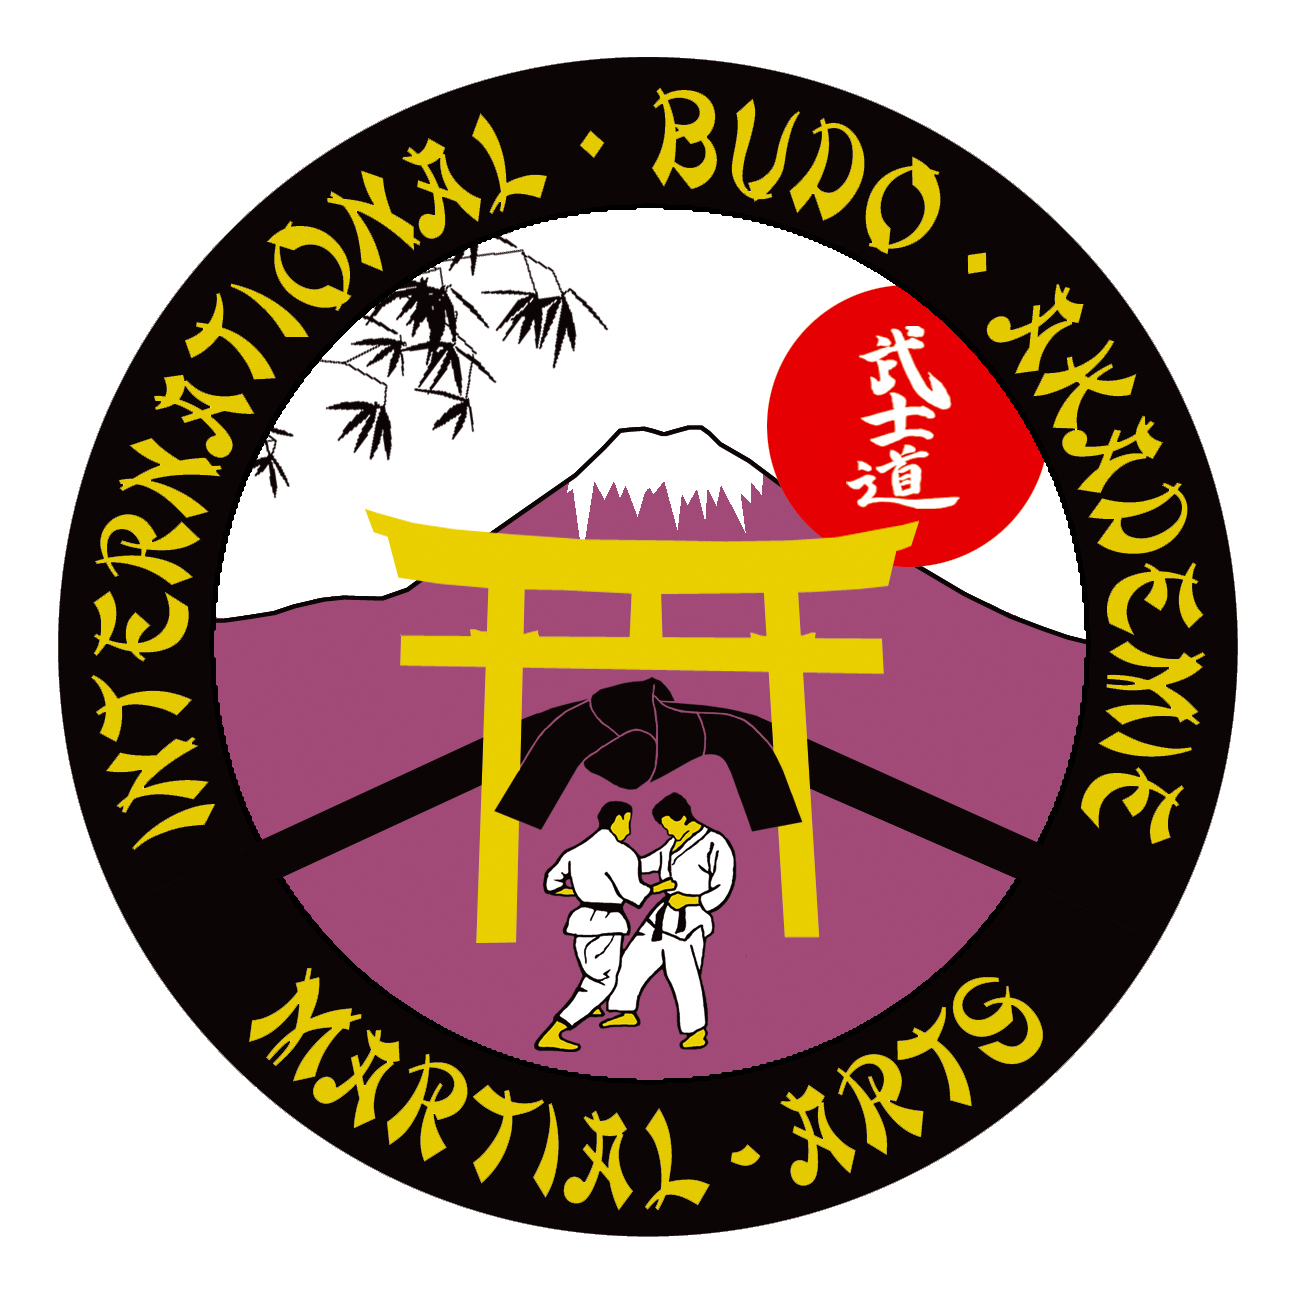 INTERNATIONAL · BUDO · AKADEMIE
武士道
MARTIAL · ARTS